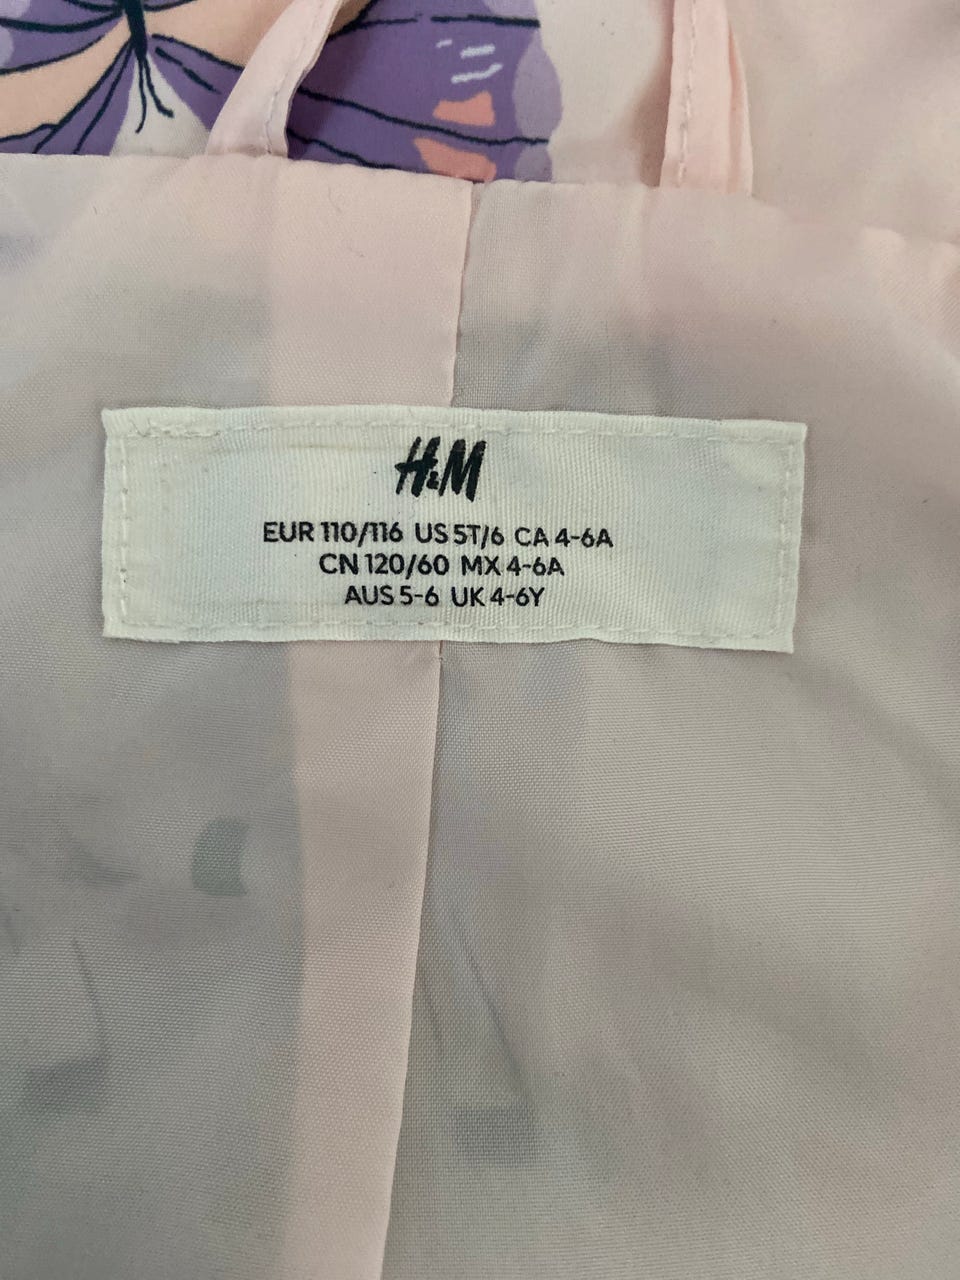 H&M
EUR 110/116 US 5T/6 CA 4-6A
CN 120/60 MX 4-6A
AUS 5-6 UK 4-6Y